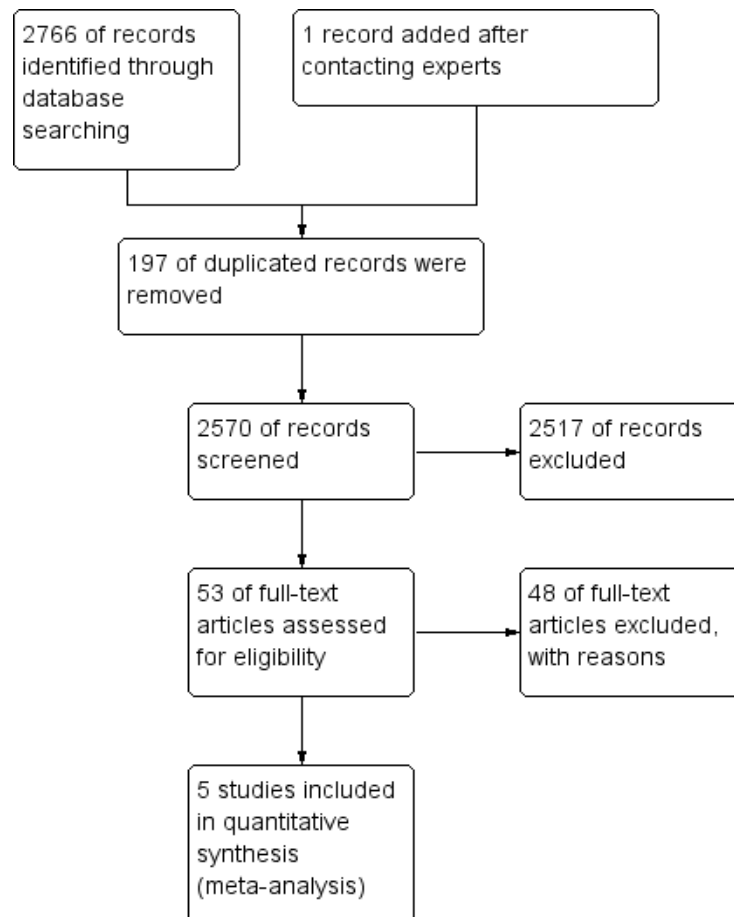 2766 of records
identified through
database
searching
1 record added after
contacting experts
197 of duplicated records were
removed
2570 of records
screened
2517 of records
excluded
53 of full-text
articles assessed
for eligibility
48 of full-text
articles excluded,
with reasons
5 studies included
in quantitative
synthesis
(meta-analysis)